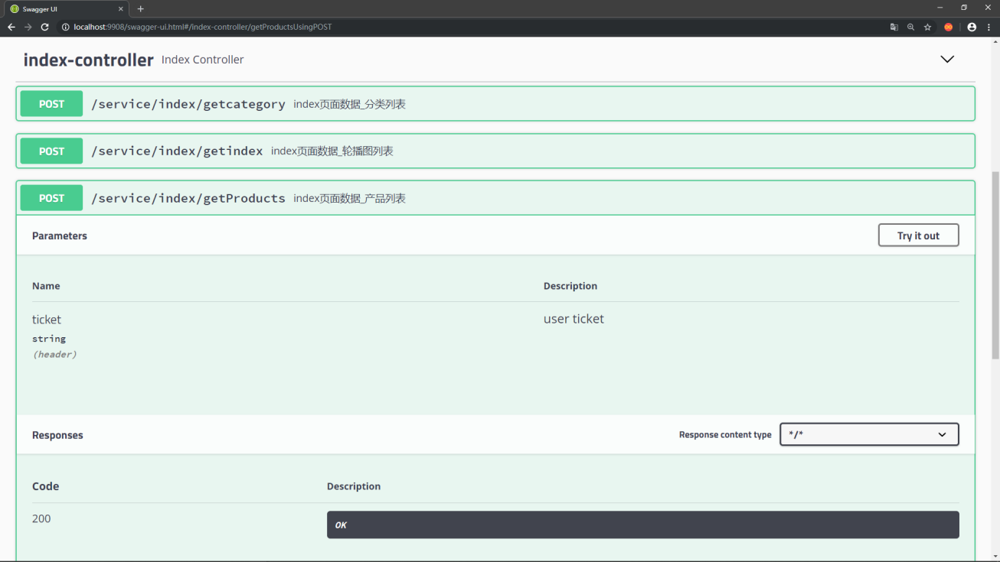 Swagger UI
localhost:9908/swagger-ui.html#/index-controller/getProductsUsingPOST
index-controller Index Controller
POST /service/index/getcategory index页面数据_分类列表
POST /service/index/getindex index页面数据_轮播图列表
POST /service/index/getProducts index页面数据_产品列表
Parameters Try it out
Name Description
ticket user ticket
string
(header)
Responses Response content type */*
Code Description
200 OK